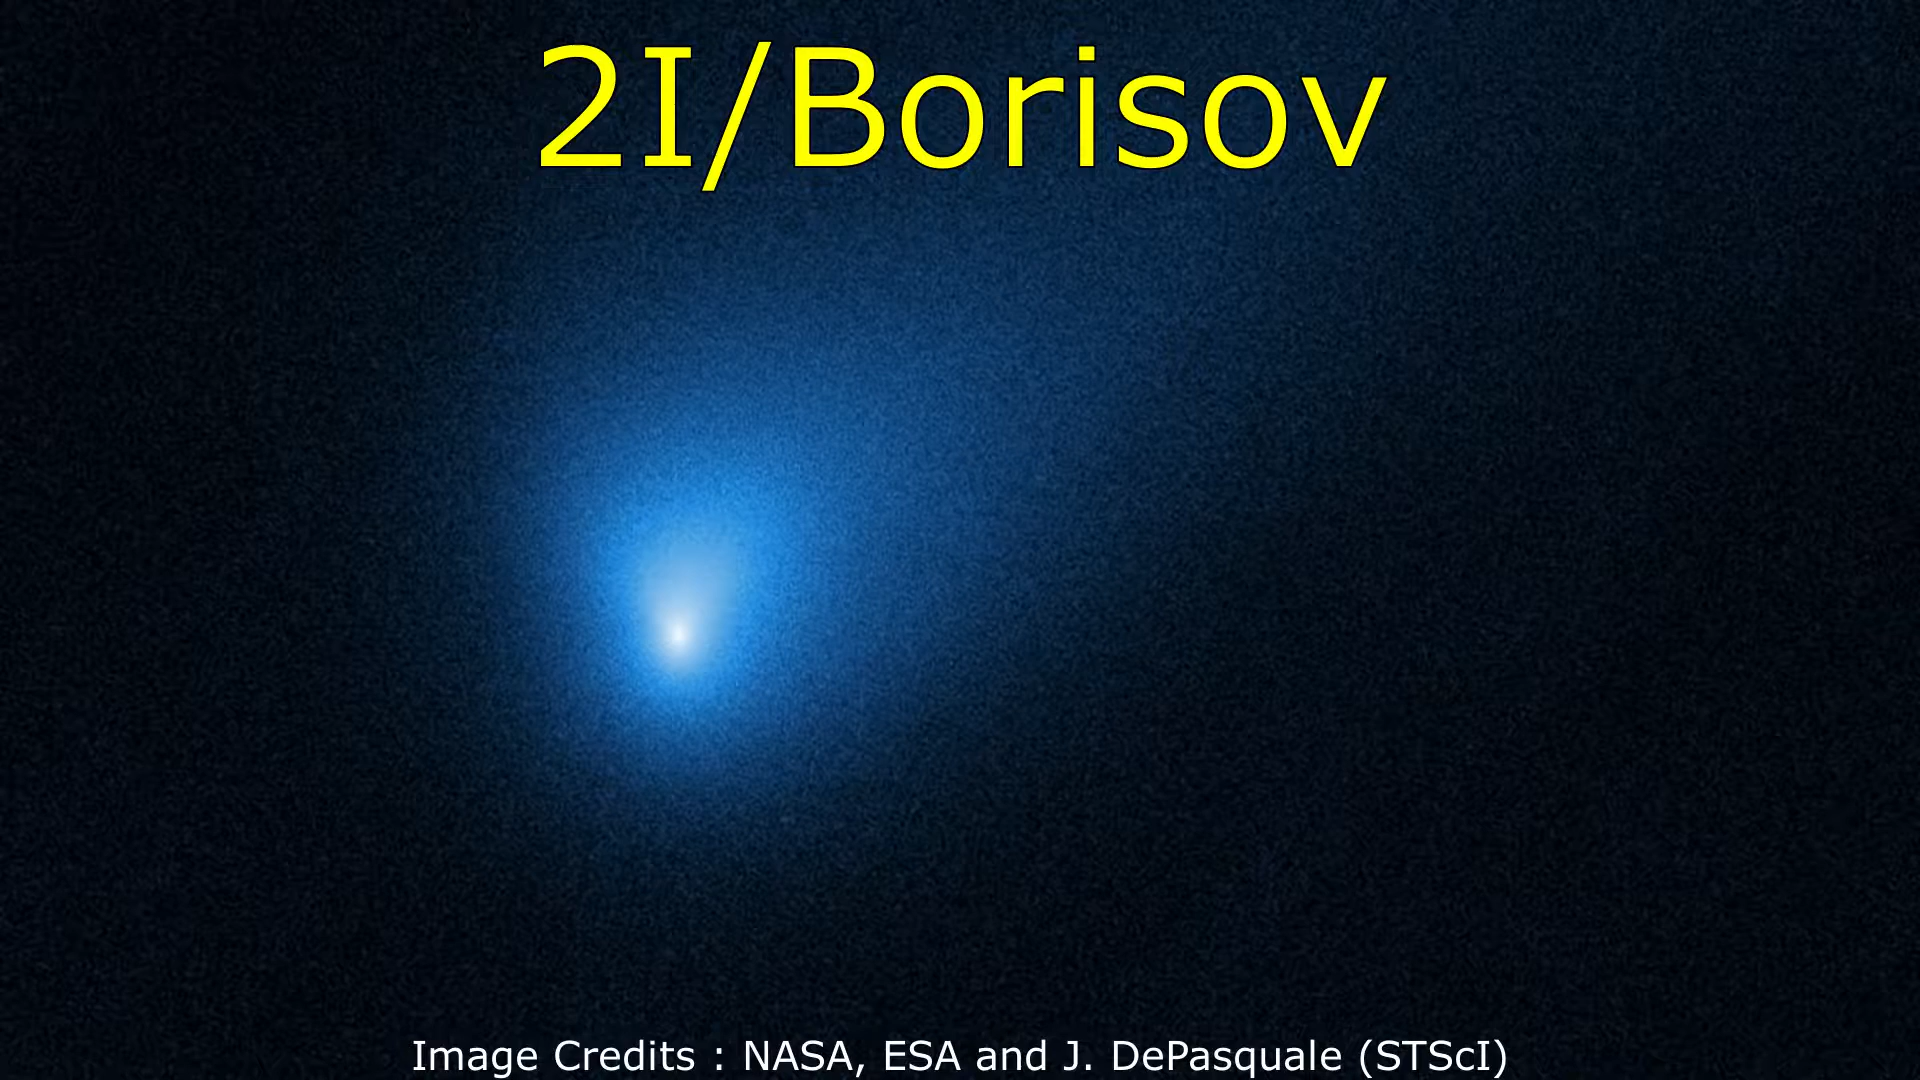 2I/Borisov
Image Credits : NASA, ESA and J. DePasquale (STScI)